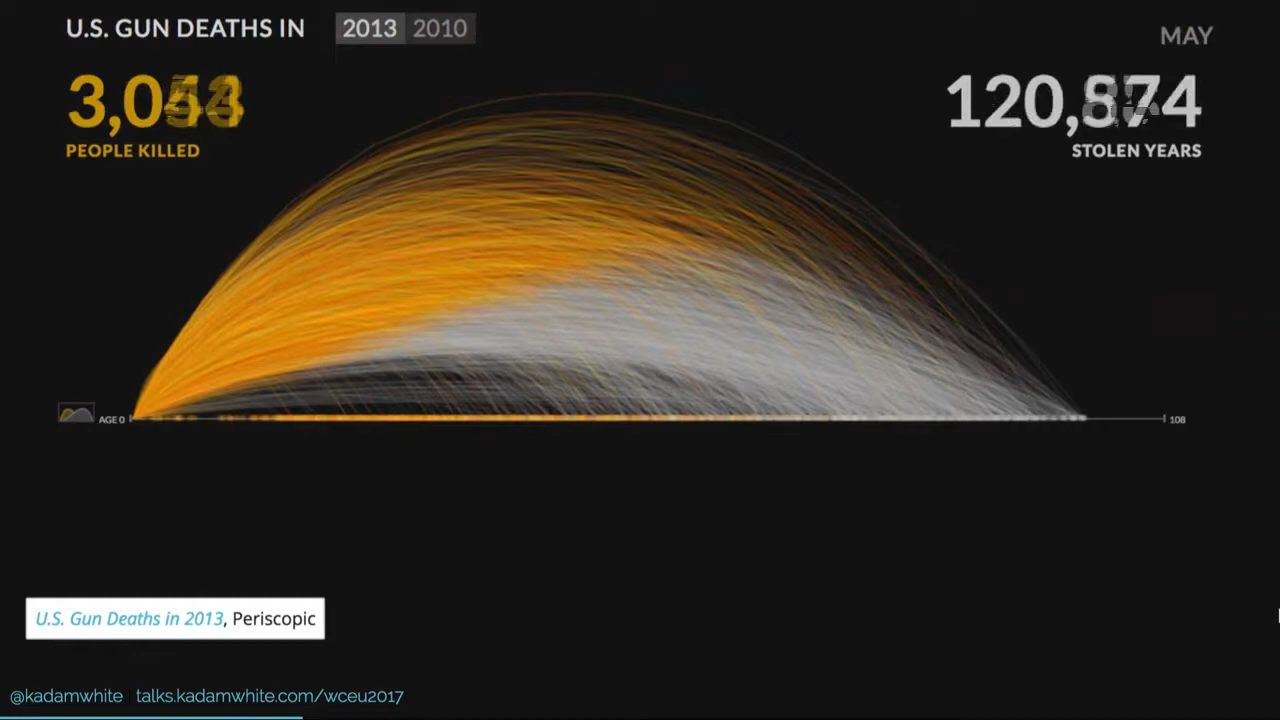 U.S. GUN DEATHS IN 2013 2010
MAY
PEOPLE KILLED
STOLEN YEARS
AGE 0
108
U.S. Gun Deaths in 2013, Periscopic
@kadamwhite talks.kadamwhite.com/wceu2017